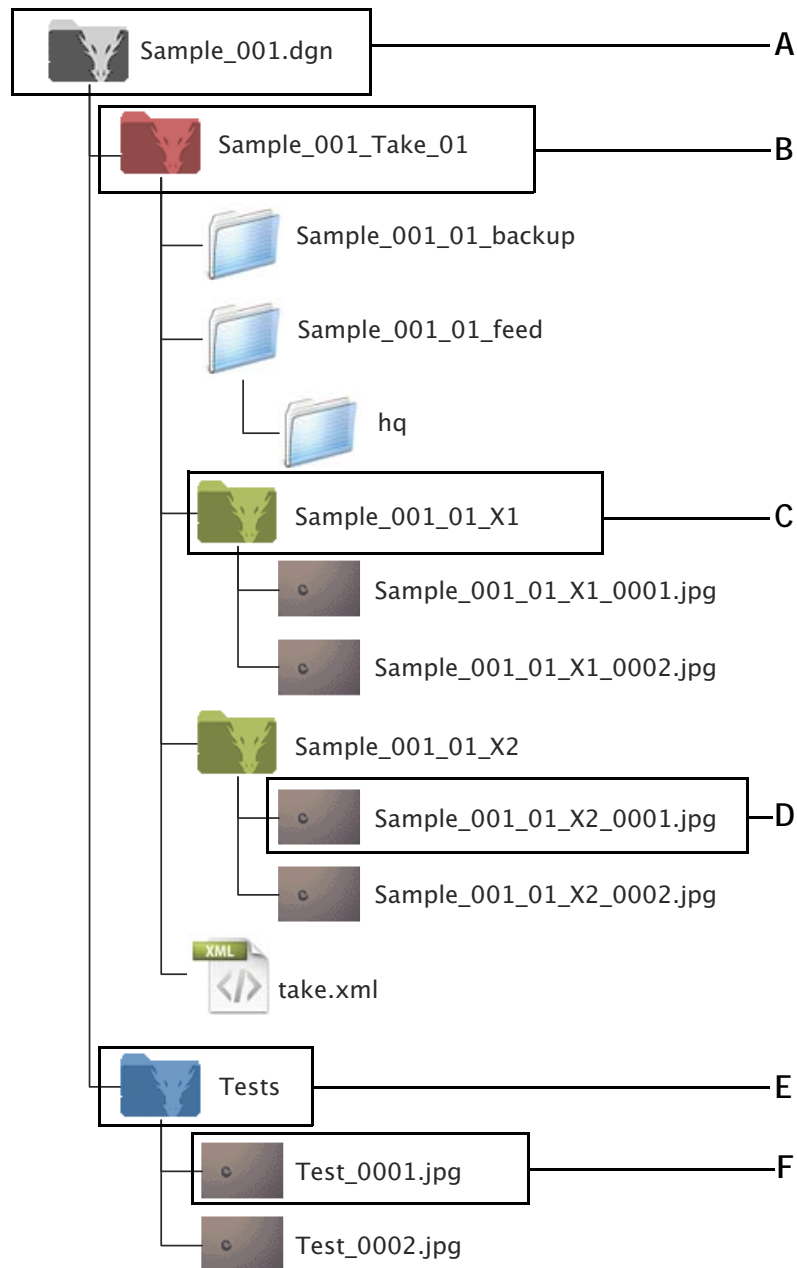 Sample_001.dgn
A
Sample_001_Take_01
B
Sample_001_01_backup
Sample_001_01_feed
hq
Sample_001_01_X1
C
Sample_001_01_X1_0001.jpg
Sample_001_01_X1_0002.jpg
Sample_001_01_X2
Sample_001_01_X2_0001.jpg
D
Sample_001_01_X2_0002.jpg
XML
take.xml
Tests
E
Test_0001.jpg
F
Test_0002.jpg